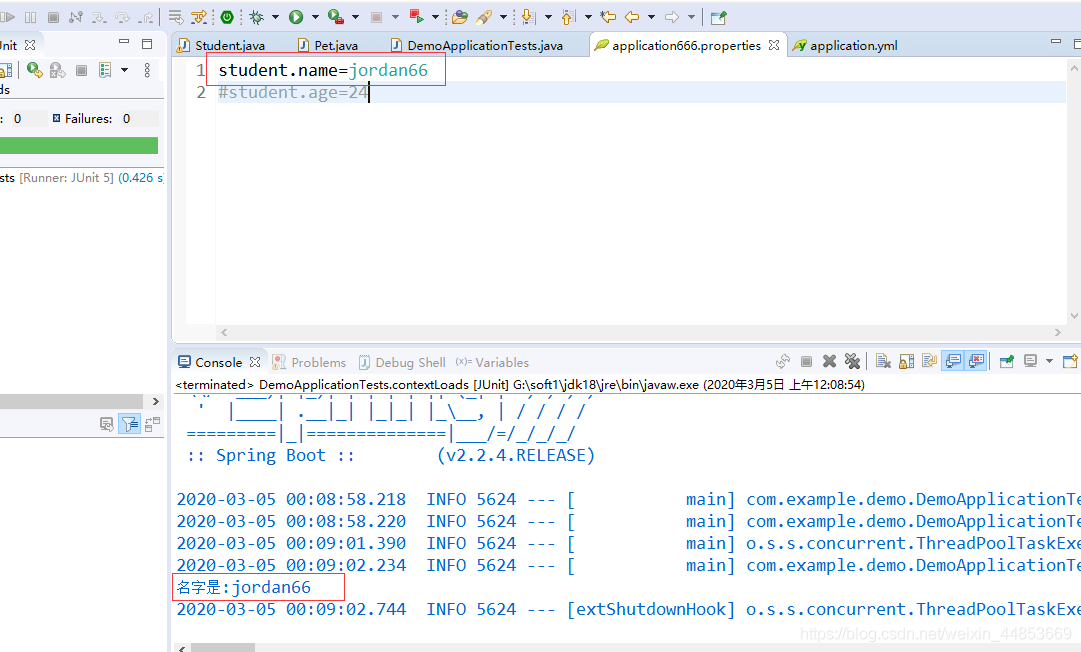 Student.java Pet.java DemoApplicationTests.java application666.properties application.yml
1 student.name=jordan66
2 #student.age=24
: 0 Failures: 0
[Runner: JUnit 5] (0.426 s
Console Problems Debug Shell (x)= Variables
<terminated> DemoApplicationTests.contextLoads [JUnit] G:\soft1\jdk18\jre\bin\javaw.exe (2020年3月5日 上午12:08:54)
' |____| .__|_| |_|_| |_\__, | / / / /
=========|_|==============|___/=/_/_/_/
:: Spring Boot :: (v2.2.4.RELEASE)
2020-03-05 00:08:58.218 INFO 5624 --- [ main] com.example.demo.DemoApplicationTe
2020-03-05 00:08:58.220 INFO 5624 --- [ main] com.example.demo.DemoApplicationTe
2020-03-05 00:09:01.390 INFO 5624 --- [ main] o.s.s.concurrent.ThreadPoolTaskExe
2020-03-05 00:09:02.234 INFO 5624 --- [ main] com.example.demo.DemoApplicationTe
名字是:jordan66
2020-03-05 00:09:02.744 INFO 5624 --- [extShutdownHook] o.s.s.concurrent.ThreadPoolTaskExe
https://blog.csdn.net/weixin_44853669